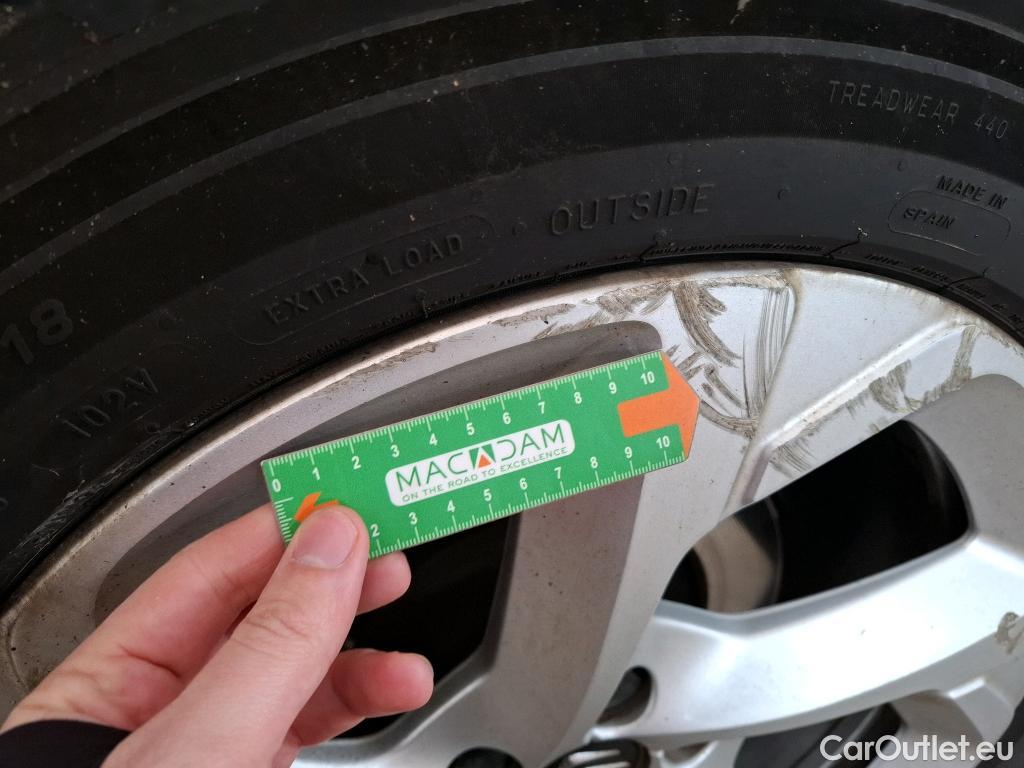 TREADWEAR 440
MADE IN
SPAIN
OUTSIDE
EXTRA LOAD
18
102V
0 1 2 3 4 5 6 7 8 9 10
MACADAM
ON THE ROAD TO EXCELLENCE
2 3 4 5 6 7 8 9 10
CarOutlet.eu